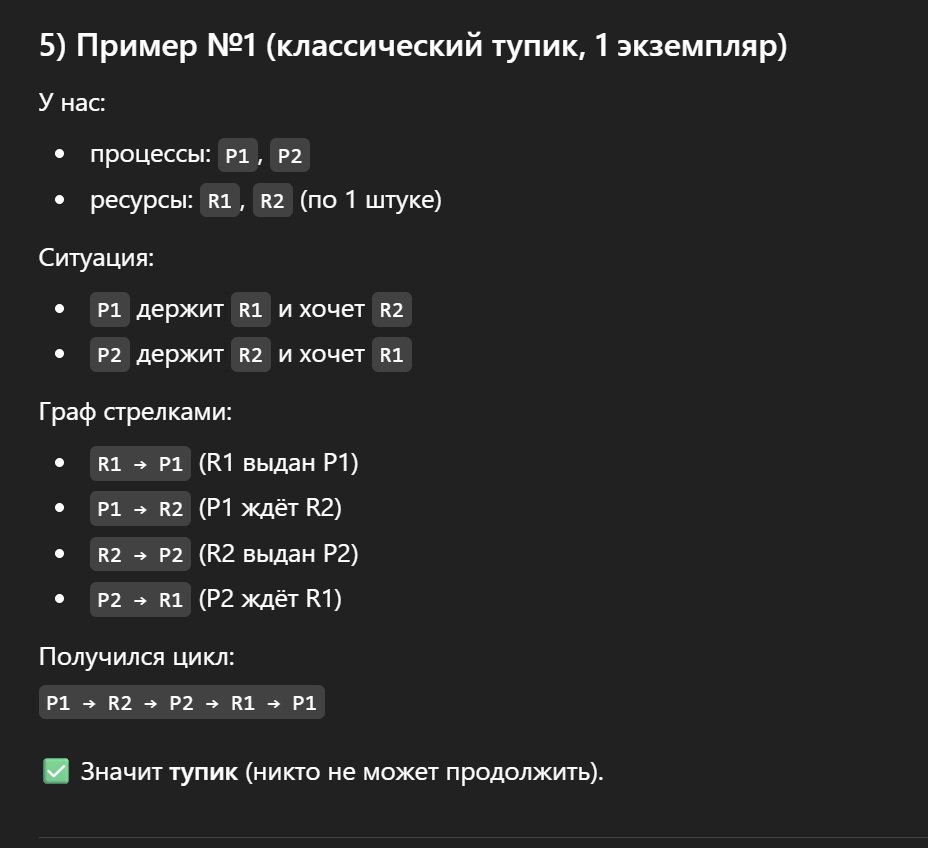 5) Пример №1 (классический тупик, 1 экземпляр)
У нас:
• процессы: P1, P2
• ресурсы: R1, R2 (по 1 штуке)
Ситуация:
• P1 держит R1 и хочет R2
• P2 держит R2 и хочет R1
Граф стрелками:
• R1 → P1 (R1 выдан P1)
• P1 → R2 (P1 ждёт R2)
• R2 → P2 (R2 выдан P2)
• P2 → R1 (P2 ждёт R1)
Получился цикл:
P1 → R2 → P2 → R1 → P1
✅ Значит тупик (никто не может продолжить).